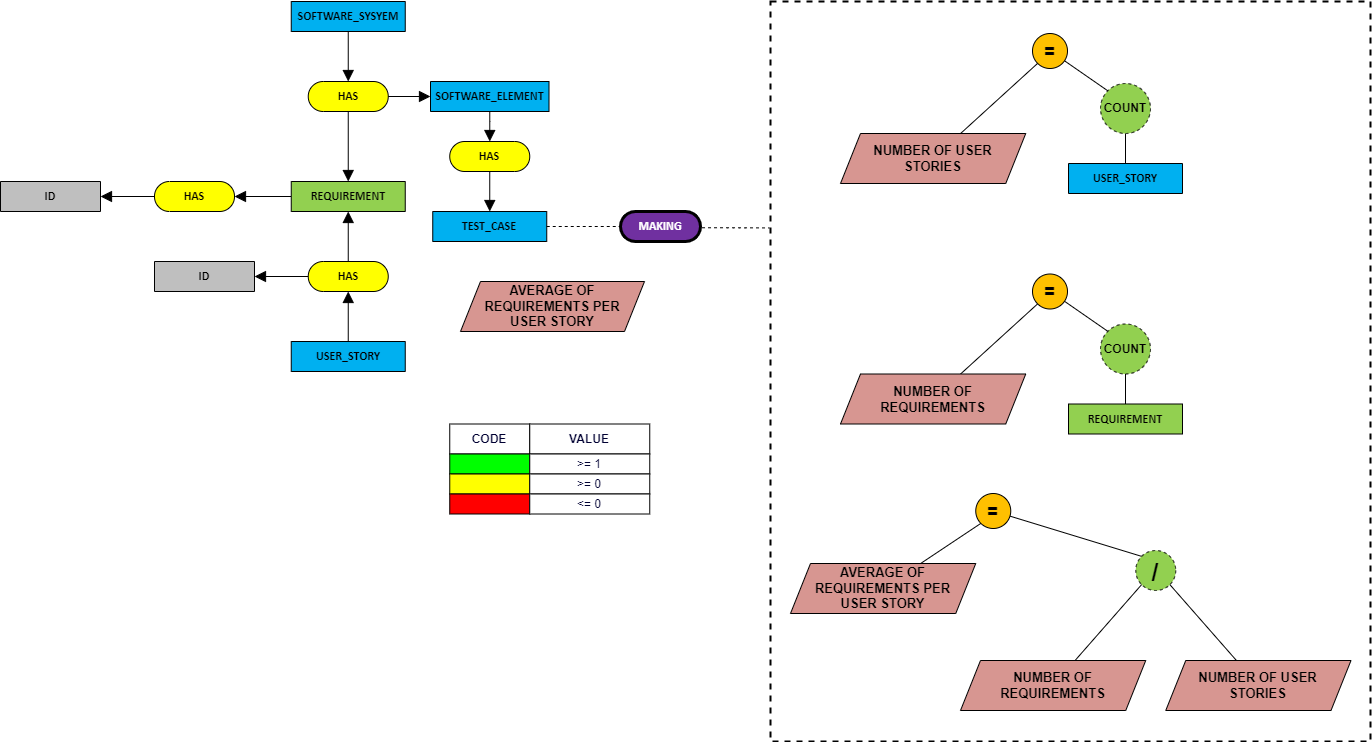 SOFTWARE_SYSYEM
HAS
SOFTWARE_ELEMENT
HAS
ID
HAS
REQUIREMENT
TEST_CASE
MAKING
ID
HAS
AVERAGE OF
REQUIREMENTS PER
USER STORY
USER_STORY
CODE VALUE
>= 1
>= 0
<= 0
=
COUNT
NUMBER OF USER
STORIES
USER_STORY
=
COUNT
NUMBER OF
REQUIREMENTS
REQUIREMENT
=
/
AVERAGE OF
REQUIREMENTS PER
USER STORY
NUMBER OF
REQUIREMENTS
NUMBER OF USER
STORIES